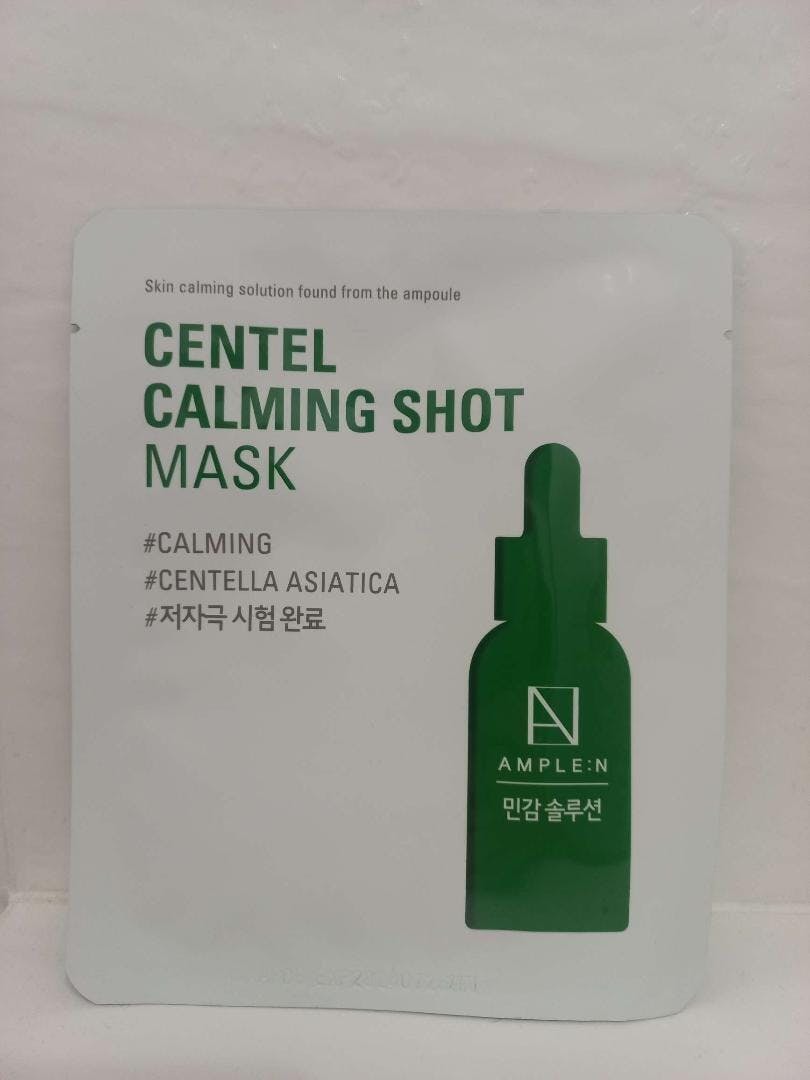 Skin calming solution found from the ampoule
CENTEL
CALMING SHOT
MASK
#CALMING
#CENTELLA ASIATICA
#저자극 시험 완료
AMPLE:N
민감 솔루션